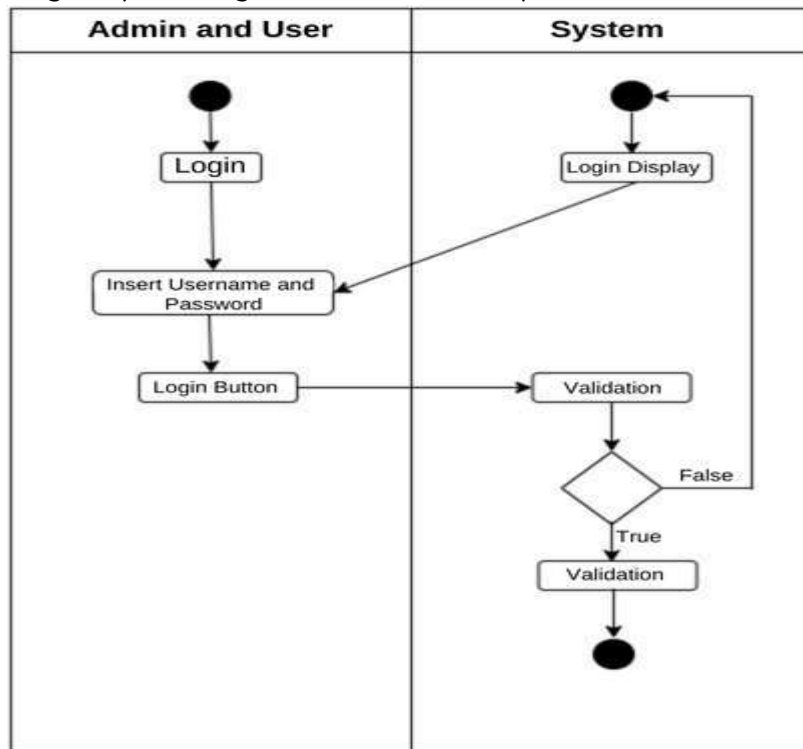 Admin and User
System
Login
Login Display
Insert Username and
Password
Login Button
Validation
False
True
Validation